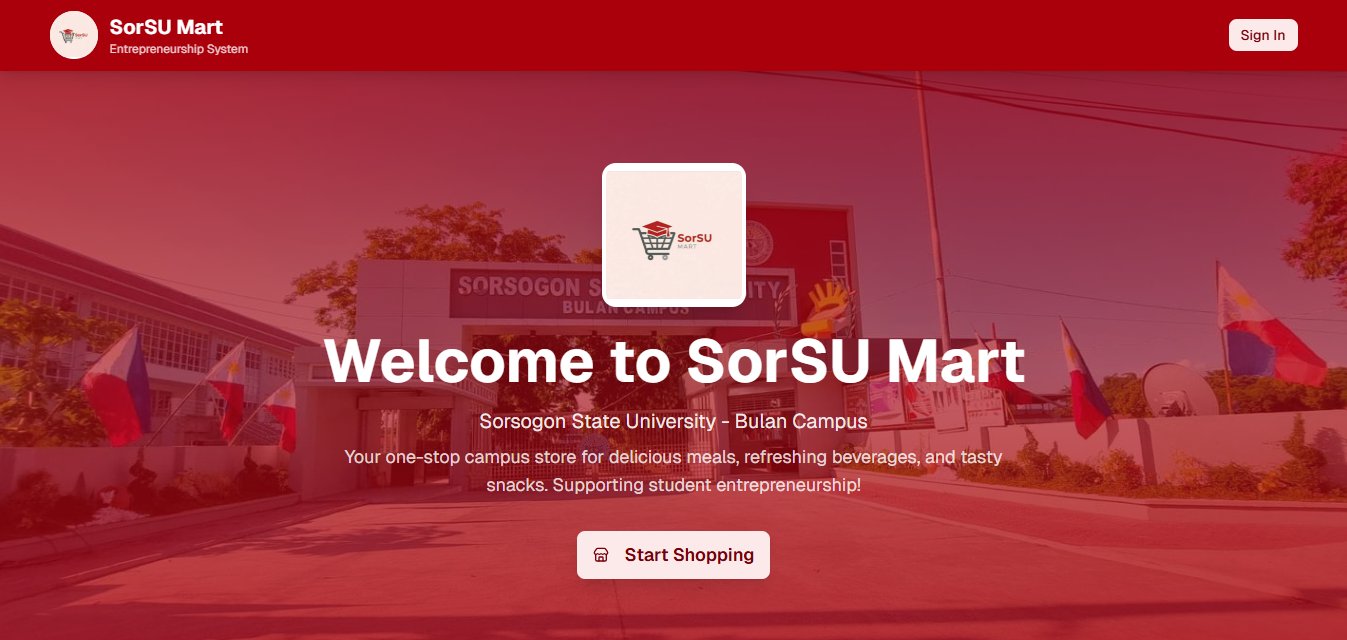 SorSU
SorSU Mart
Entrepreneurship System
Sign In
SorSU
MART
SORSOGON S
ITY
BULAN CAMPUS
Welcome to SorSU Mart
Sorsogon State University - Bulan Campus
Your one-stop campus store for delicious meals, refreshing beverages, and tasty
snacks. Supporting student entrepreneurship!
Start Shopping